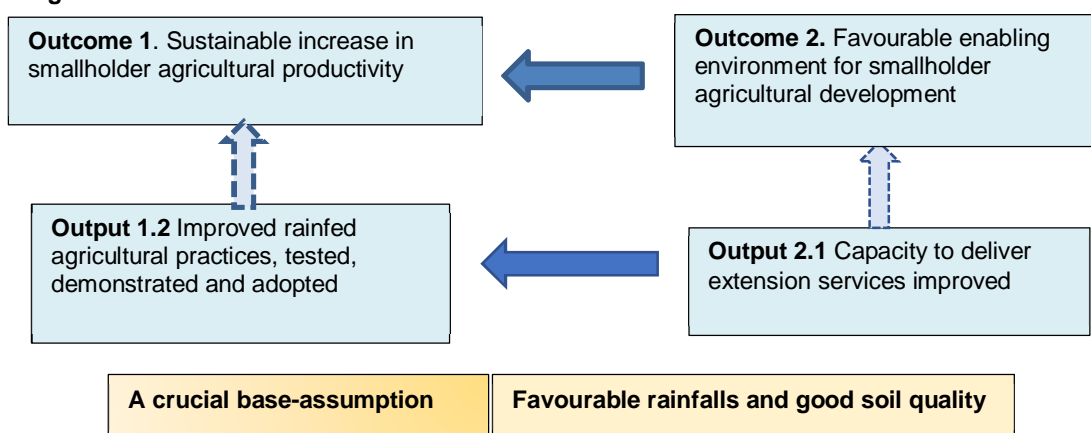 Outcome 1. Sustainable increase in
smallholder agricultural productivity
Outcome 2. Favourable enabling
environment for smallholder
agricultural development
Output 1.2 Improved rainfed
agricultural practices, tested,
demonstrated and adopted
Output 2.1 Capacity to deliver
extension services improved
A crucial base-assumption
Favourable rainfalls and good soil quality